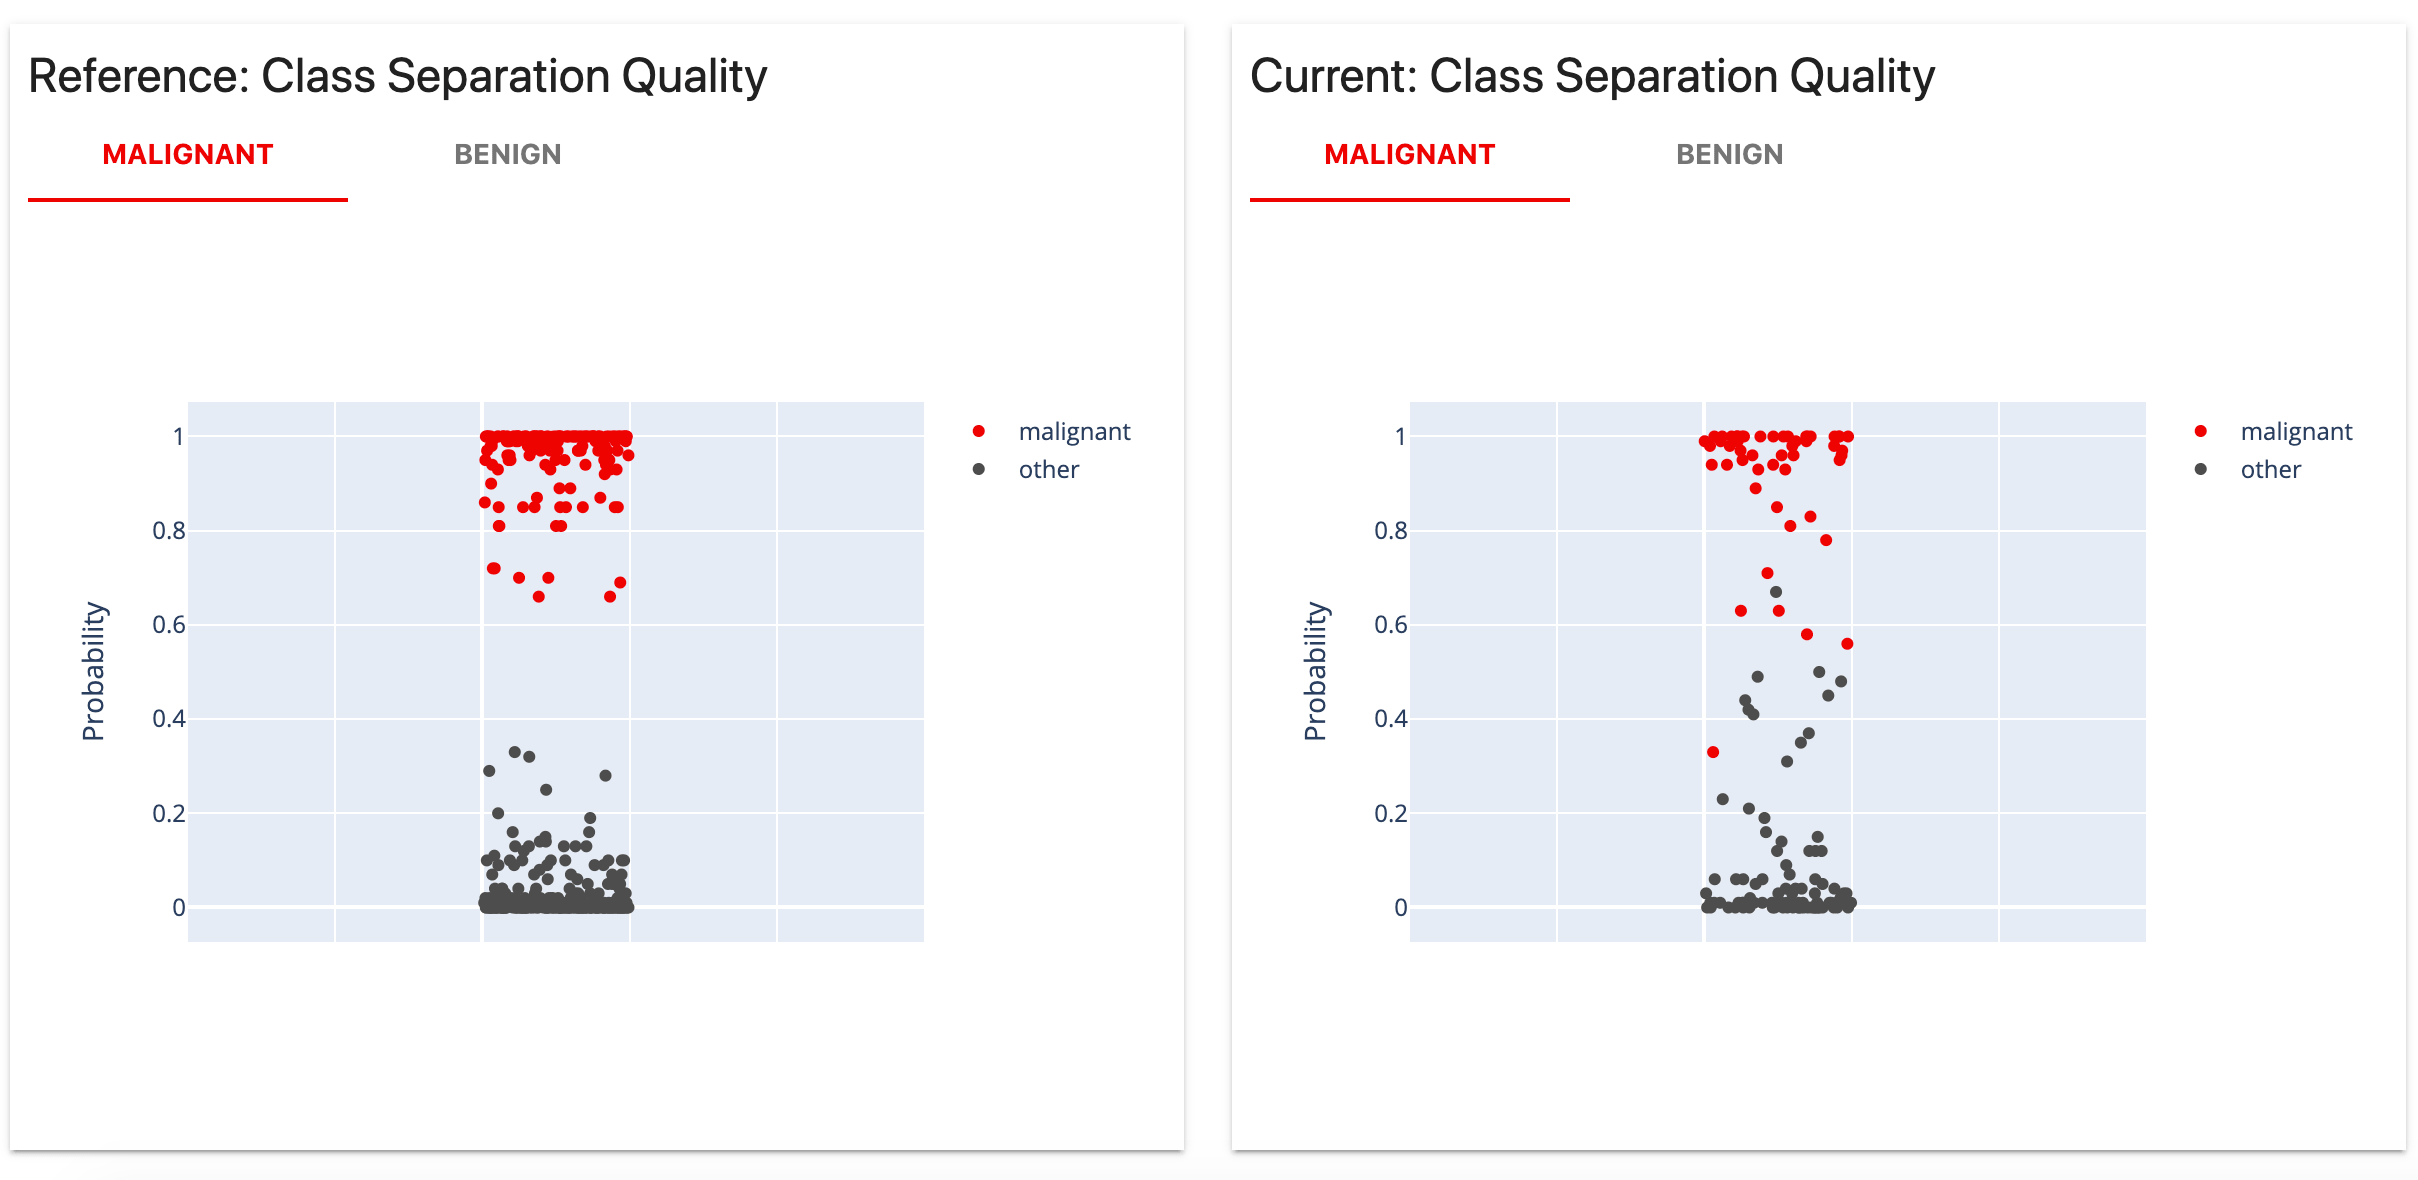 Reference: Class Separation Quality
MALIGNANT
BENIGN
1
0.8
0.6
0.4
0.2
0
Probability
malignant
other
Current: Class Separation Quality
MALIGNANT
BENIGN
1
0.8
0.6
0.4
0.2
0
Probability
malignant
other